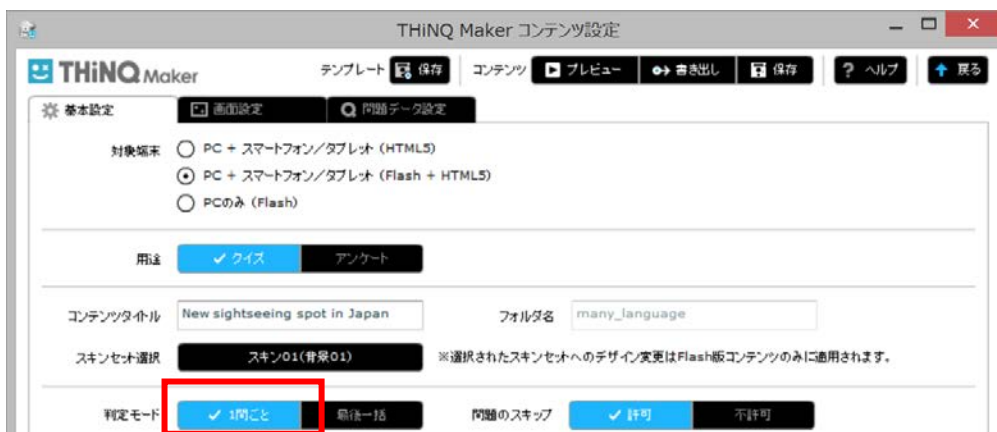 THiNQ Maker コンテンツ設定
THiNQ Maker テンプレート 保存 コンテンツ プレビュー 書き出し 保存 ? ヘルプ 戻る
基本設定 画面設定 問題データ設定
対象端末 PC + スマートフォン/タブレット (HTML5)
PC + スマートフォン/タブレット (Flash + HTML5)
PCのみ (Flash)
用途 クイズ アンケート
コンテンツタイトル New sightseeing spot in Japan フォルダ名 many_language
スキンセット選択 スキン01(背景01) ※選択されたスキンセットへのデザイン変更はFlash版コンテンツのみに適用されます。
判定モード 1問ごと 最後一括 問題のスキップ 許可 不許可